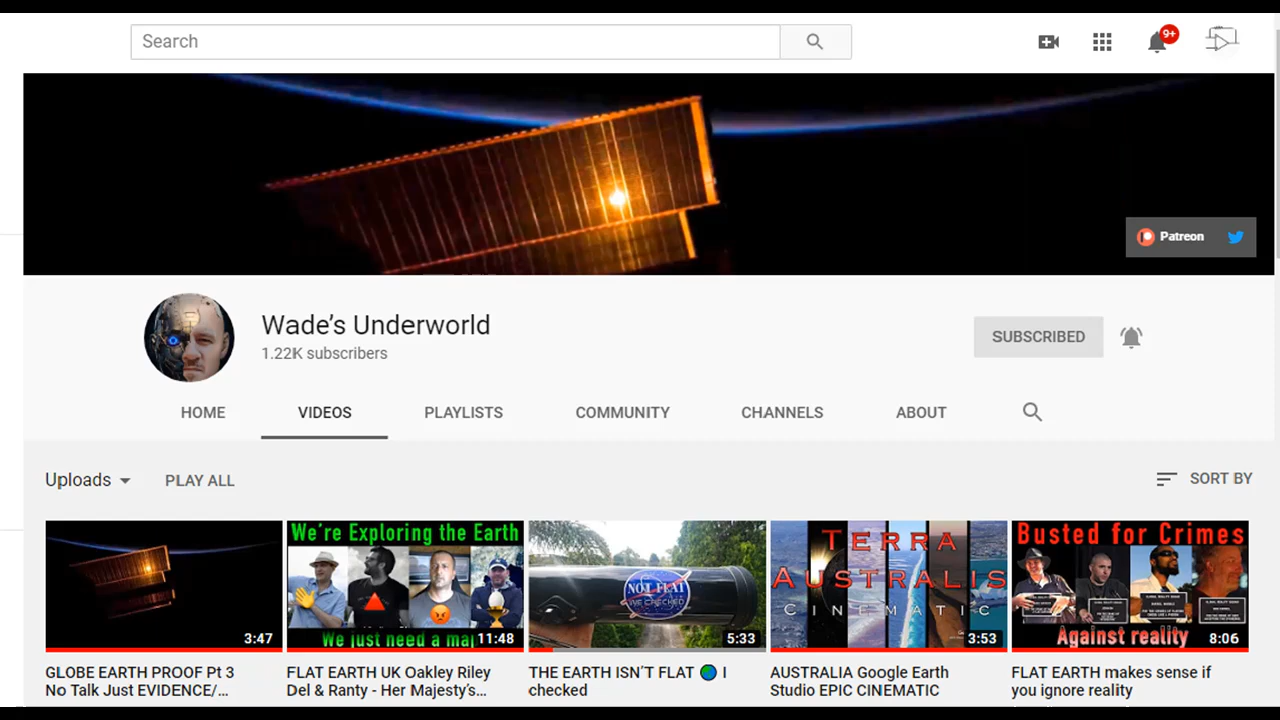 Search
9+
Patreon
Wade’s Underworld
1.22K subscribers
SUBSCRIBED
HOME
VIDEOS
PLAYLISTS
COMMUNITY
CHANNELS
ABOUT
Uploads
PLAY ALL
SORT BY
3:47
We're Exploring the Earth
We just need a map
11:48
NOT FLAT
WE CHECKED
5:33
TERRA
AUSTRALIS
CINEMATIC
3:53
Busted for Crimes
Against reality
8:06
GLOBE EARTH PROOF Pt 3
No Talk Just EVIDENCE/...
FLAT EARTH UK Oakley Riley
Del & Ranty - Her Majesty's...
THE EARTH ISN´T FLAT 🌎 I
checked
AUSTRALIA Google Earth
Studio EPIC CINEMATIC
FLAT EARTH makes sense if
you ignore reality